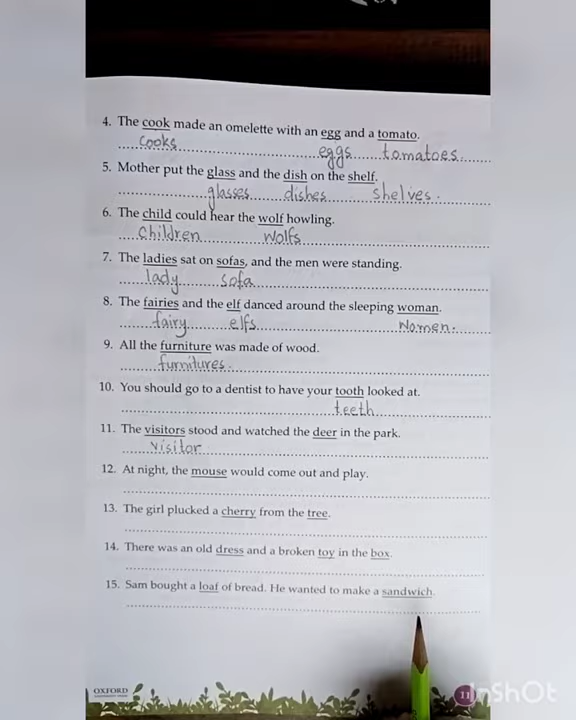 4. The cook made an omelette with an egg and a tomato.
cooks eggs tomatoes.
5. Mother put the glass and the dish on the shelf.
glasses dishes shelves.
6. The child could hear the wolf howling.
Children Wolfs
7. The ladies sat on sofas, and the men were standing.
lady sofa
8. The fairies and the elf danced around the sleeping woman.
fairy elfs Women.
9. All the furniture was made of wood.
furnitures.
10. You should go to a dentist to have your tooth looked at.
teeth
11. The visitors stood and watched the deer in the park.
visitor
12. At night, the mouse would come out and play.
13. The girl plucked a cherry from the tree.
14. There was an old dress and a broken toy in the box.
15. Sam bought a loaf of bread. He wanted to make a sandwich.
OXFORD
11
InShOt